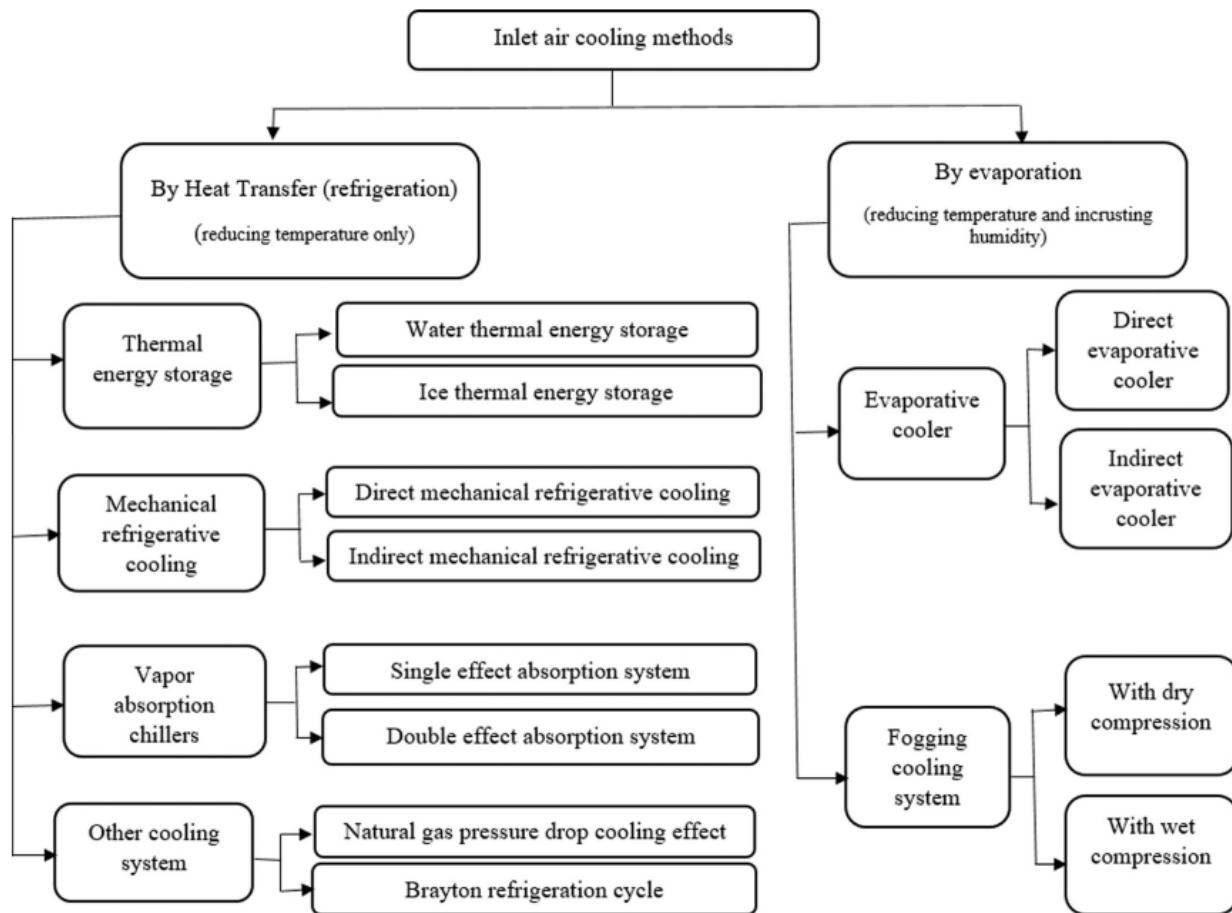 Inlet air cooling methods
By Heat Transfer (refrigeration)
(reducing temperature only)
Thermal
energy storage
Water thermal energy storage
Ice thermal energy storage
Mechanical
refrigerative
cooling
Direct mechanical refrigerative cooling
Indirect mechanical refrigerative cooling
Vapor
absorption
chillers
Single effect absorption system
Double effect absorption system
Other cooling
system
Natural gas pressure drop cooling effect
Brayton refrigeration cycle
By evaporation
(reducing temperature and incrusting
humidity)
Evaporative
cooler
Direct
evaporative
cooler
Indirect
evaporative
cooler
Fogging
cooling
system
With dry
compression
With wet
compression